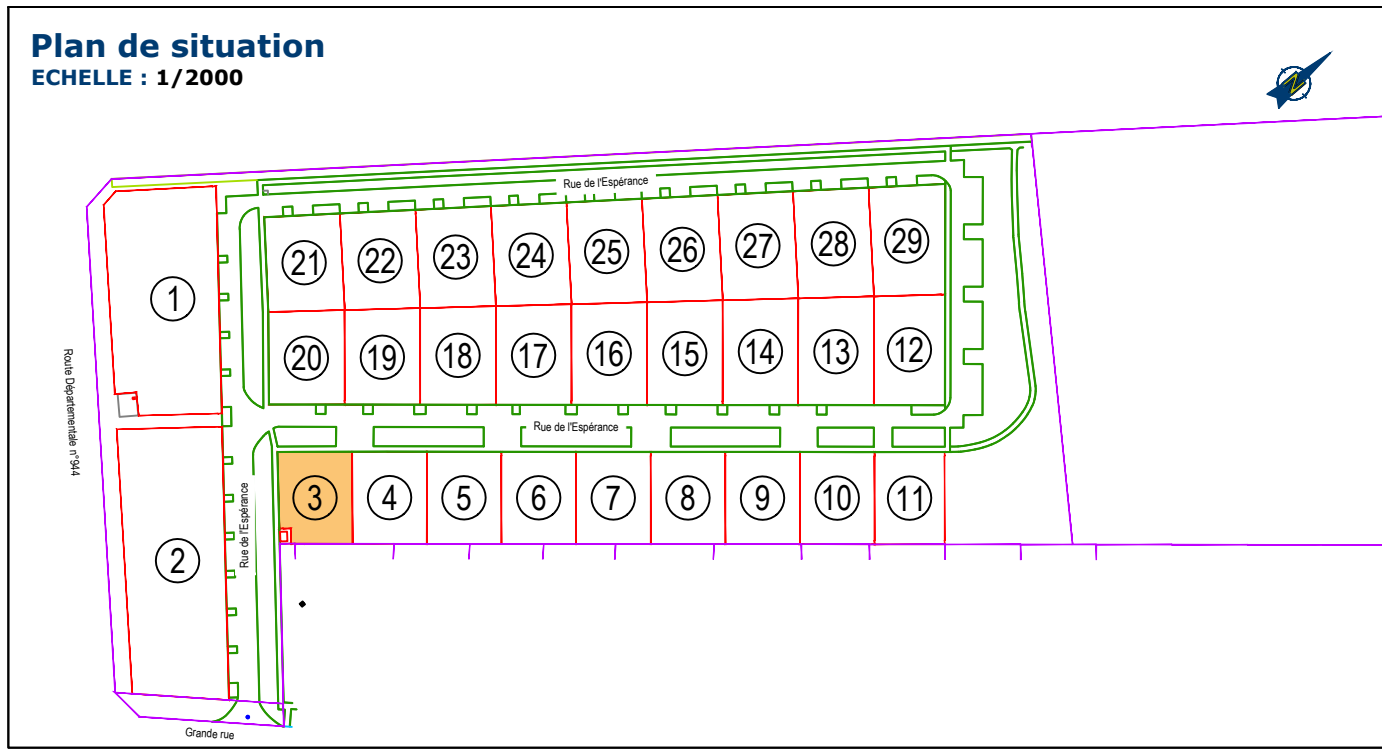 Plan de situation
ECHELLE : 1/2000
N
Rue de l'Espérance
21 22 23 24 25 26 27 28 29
1
20 19 18 17 16 15 14 13 12
Route Départementale n°944
Rue de l'Espérance
3 4 5 6 7 8 9 10 11
Rue de l'Espérance
2
Grande rue